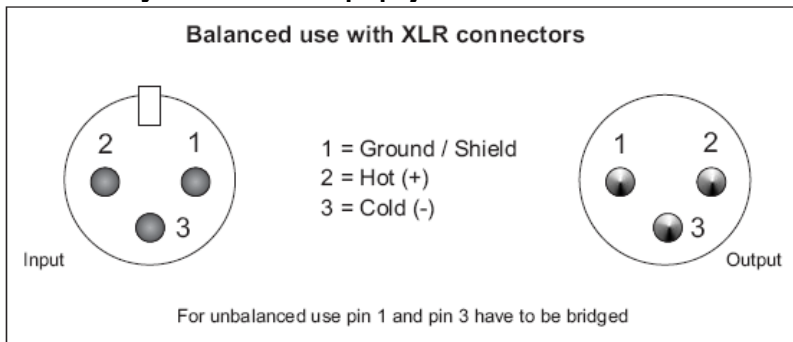 Balanced use with XLR connectors
2 1
3
Input
1 = Ground / Shield
2 = Hot (+)
3 = Cold (-)
1 2
3
Output
For unbalanced use pin 1 and pin 3 have to be bridged